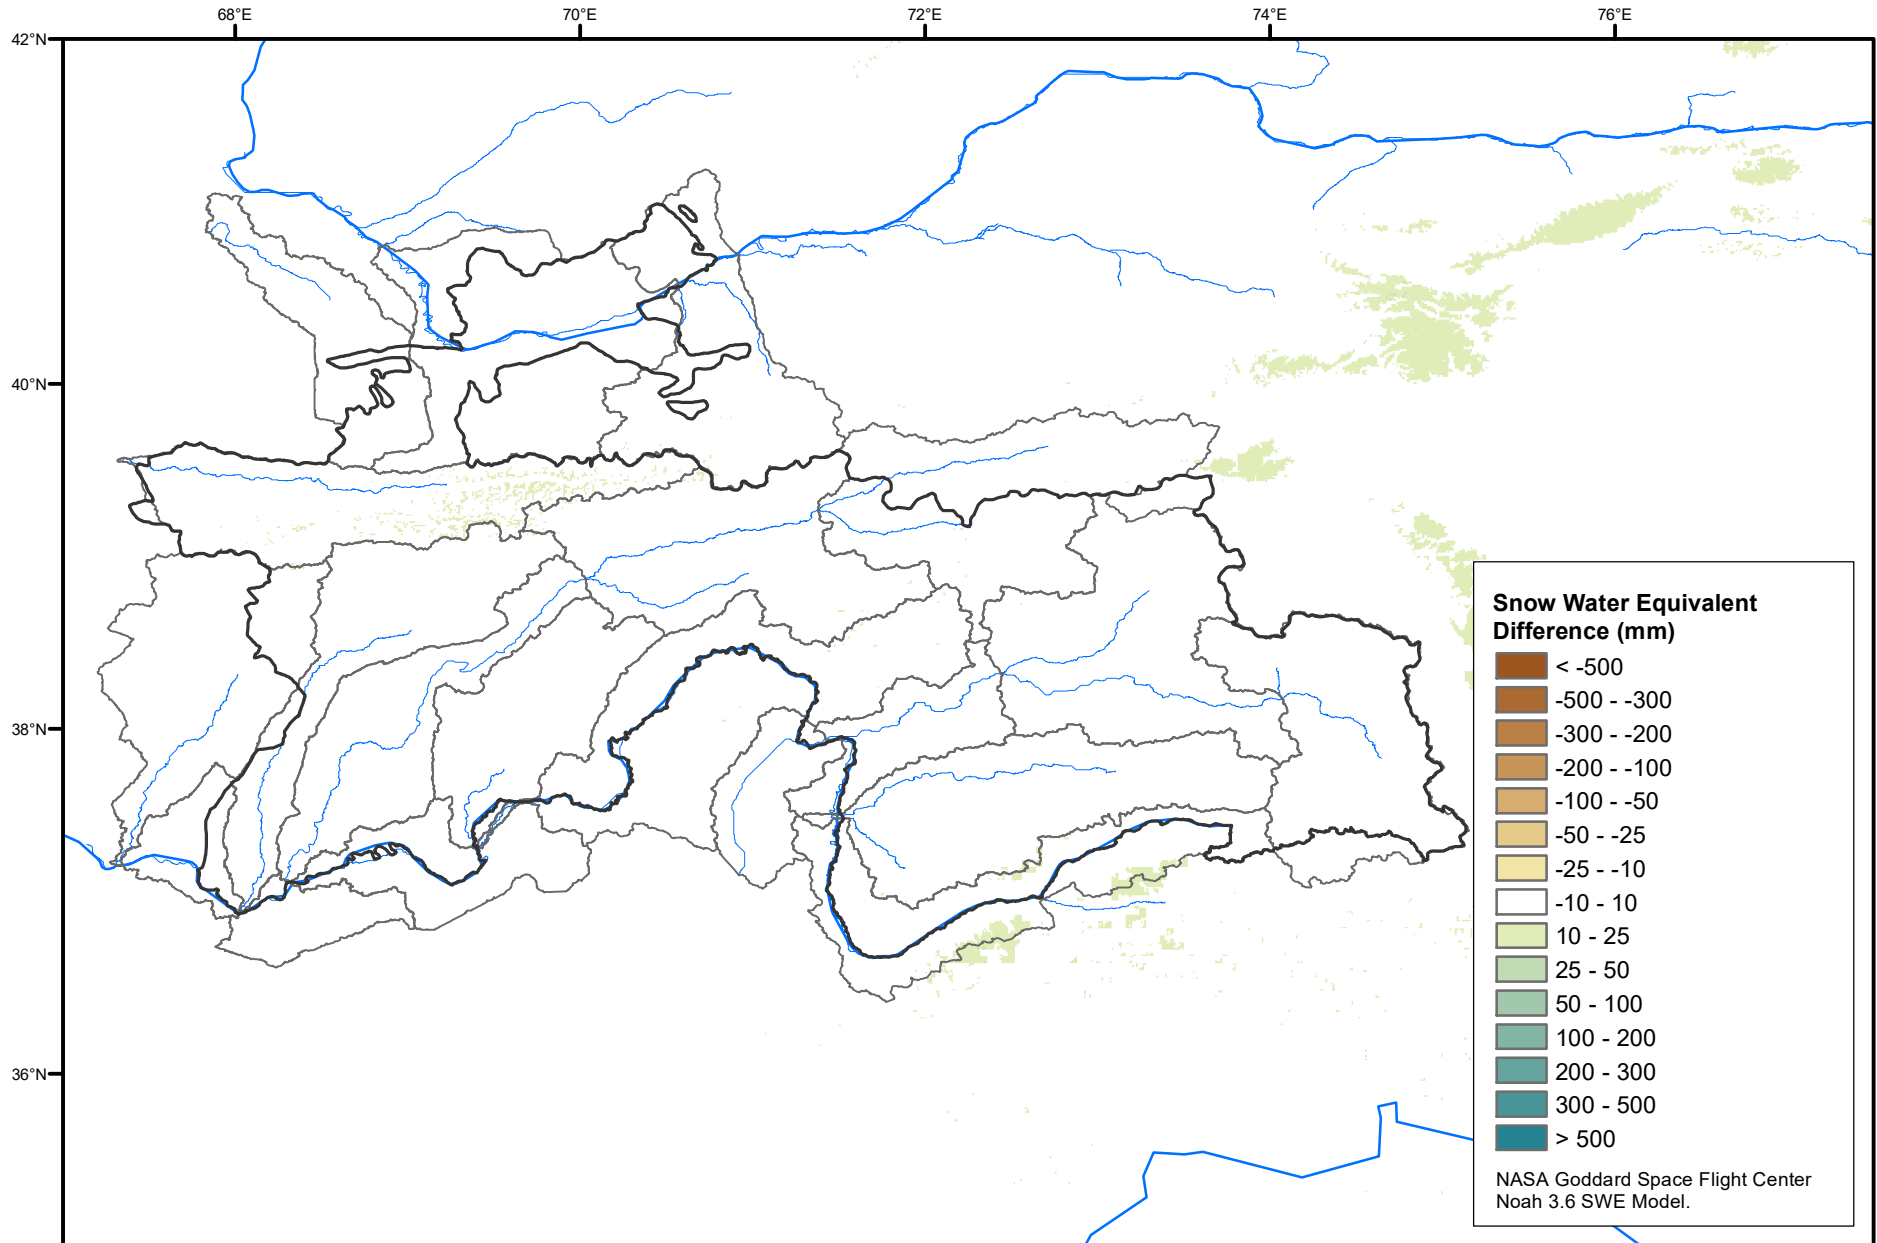 68°E 70°E 72°E 74°E 76°E
42°N
40°N
38°N
36°N
Snow Water Equivalent
Difference (mm)
< -500
-500 - -300
-300 - -200
-200 - -100
-100 - -50
-50 - -25
-25 - -10
-10 - 10
10 - 25
25 - 50
50 - 100
100 - 200
200 - 300
300 - 500
> 500
NASA Goddard Space Flight Center
Noah 3.6 SWE Model.